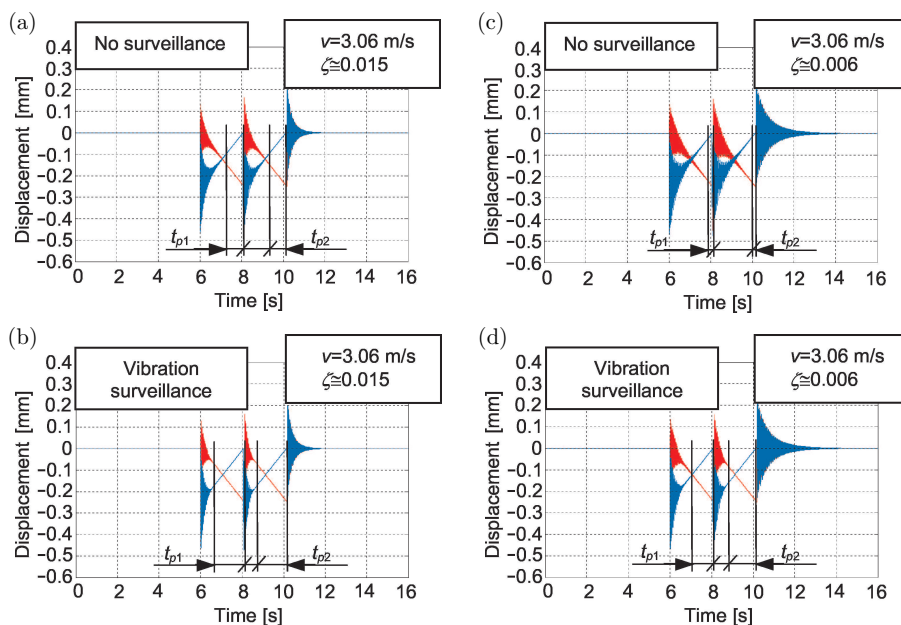 (a)
No surveillance
v=3.06 m/s
ζ≅0.015
Displacement [mm]
0.4
0.3
0.2
0.1
0
−0.1
−0.2
−0.3
−0.4
−0.5
−0.6
tp1
tp2
0 2 4 6 8 10 12 14 16
Time [s]
(c)
No surveillance
v=3.06 m/s
ζ≅0.006
Displacement [mm]
0.4
0.3
0.2
0.1
0
−0.1
−0.2
−0.3
−0.4
−0.5
−0.6
tp1
tp2
0 2 4 6 8 10 12 14 16
Time [s]
(b)
Vibration
surveillance
v=3.06 m/s
ζ≅0.015
Displacement [mm]
0.4
0.3
0.2
0.1
0
−0.1
−0.2
−0.3
−0.4
−0.5
−0.6
tp1
tp2
0 2 4 6 8 10 12 14 16
Time [s]
(d)
Vibration
surveillance
v=3.06 m/s
ζ≅0.006
Displacement [mm]
0.4
0.3
0.2
0.1
0
−0.1
−0.2
−0.3
−0.4
−0.5
−0.6
tp1
tp2
0 2 4 6 8 10 12 14 16
Time [s]